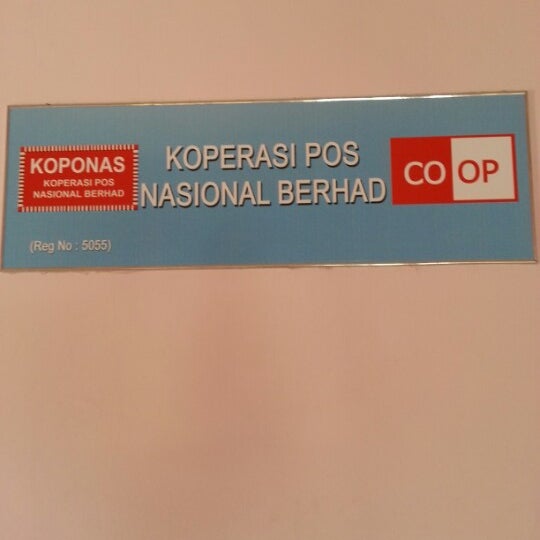 KOPONAS
KOPERASI POS
NASIONAL BERHAD
KOPERASI POS
NASIONAL BERHAD
CO OP
(Reg No : 5055)